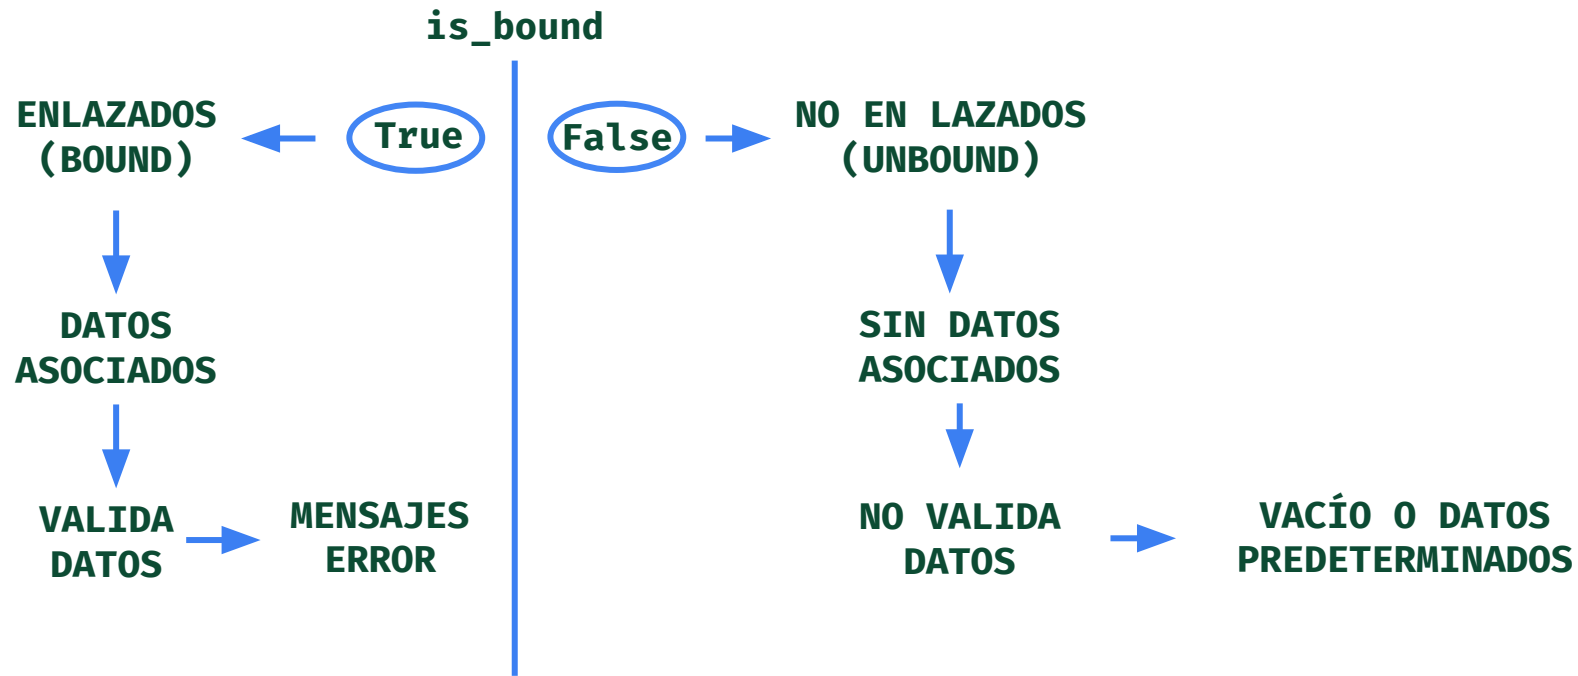 is_bound
True
ENLAZADOS
(BOUND)
DATOS
ASOCIADOS
VALIDA
DATOS
MENSAJES
ERROR
False
NO EN LAZADOS
(UNBOUND)
SIN DATOS
ASOCIADOS
NO VALIDA
DATOS
VACÍO O DATOS
PREDETERMINADOS